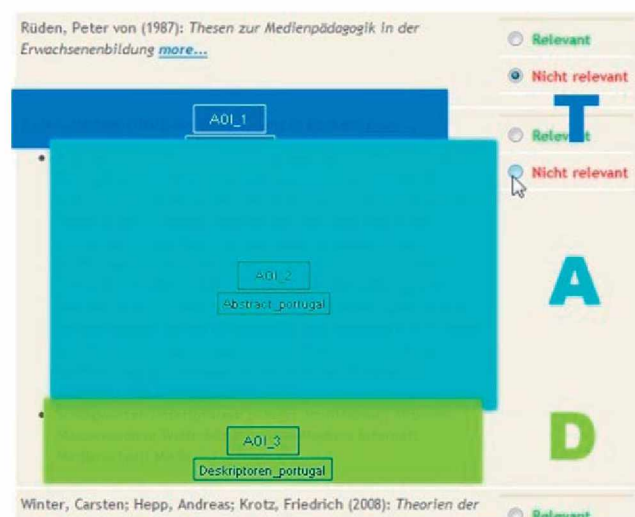 Rüden, Peter von (1987): Thesen zur Medienpädagogik in der
Erwachsenenbildung more...
Relevant
Nicht relevant
AOI_1
T
Relevant
Nicht relevant
AOI_2
Abstract_portugal
A
AOI_3
Deskriptoren_portugal
D
Winter, Carsten; Hepp, Andreas; Krotz, Friedrich (2008): Theorien der
Relevant